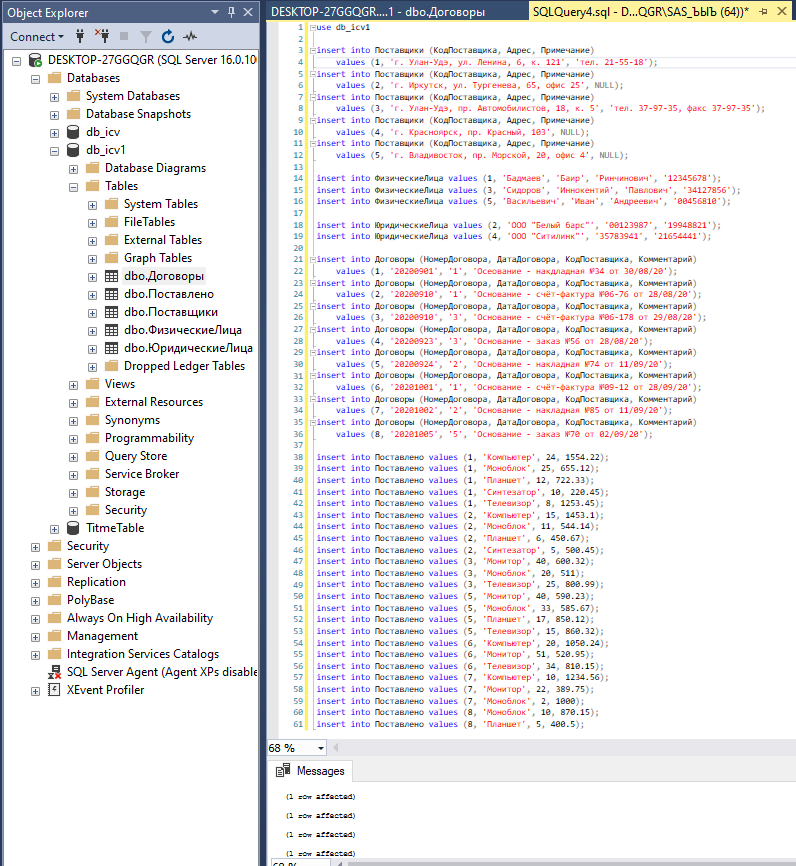 Object Explorer
Connect
DESKTOP-27GGQGR (SQL Server 16.0.10
Databases
System Databases
Database Snapshots
db_icv
db_icv1
Database Diagrams
Tables
System Tables
FileTables
External Tables
Graph Tables
dbo.Договоры
dbo.Поставлено
dbo.Поставщики
dbo.ФизическиеЛица
dbo.ЮридическиеЛица
Dropped Ledger Tables
Views
External Resources
Synonyms
Programmability
Query Store
Service Broker
Storage
Security
TitmeTable
Security
Server Objects
Replication
PolyBase
Always On High Availability
Management
Integration Services Catalogs
SQL Server Agent (Agent XPs disable
XEvent Profiler
DESKTOP-27GGQGR....1 - dbo.Договоры
SQLQuery4.sql - D...QGR\SAS_ЪЫЬ (64))*
1 use db_icv1
2
3 insert into Поставщики (КодПоставщика, Адрес, Примечание)
4 values (1, 'г. Улан-Удэ, ул. Ленина, 6, к. 121', 'тел. 21-55-18');
5 insert into Поставщики (КодПоставщика, Адрес, Примечание)
6 values (2, 'г. Иркутск, ул. Тургенева, 65, офис 25', NULL);
7 insert into Поставщики (КодПоставщика, Адрес, Примечание)
8 values (3, 'г. Улан-Удэ, пр. Автомобилистов, 18, к. 5', 'тел. 37-97-35, факс 37-97-35');
9 insert into Поставщики (КодПоставщика, Адрес, Примечание)
10 values (4, 'г. Красноярск, пр. Красный, 103', NULL);
11 insert into Поставщики (КодПоставщика, Адрес, Примечание)
12 values (5, 'г. Владивосток, пр. Морской, 20, офис 4', NULL);
13
14 insert into ФизическиеЛица values (1, 'Бадмаев', 'Баир', 'Ринчинович', '12345678');
15 insert into ФизическиеЛица values (3, 'Сидоров', 'Иннокентий', 'Павлович', '34127856');
16 insert into ФизическиеЛица values (5, 'Васильевич', 'Иван', 'Андреевич', '00456810');
17
18 insert into ЮридическиеЛица values (2, 'ООО "Белый барс"', '00123987', '19948821');
19 insert into ЮридическиеЛица values (4, 'ООО "Ситилинк"', '35783941', '21654441');
20
21 insert into Договоры (НомерДоговора, ДатаДоговора, КодПоставщика, Комментарий)
22 values (1, '20200901', '1', 'Осеование - накдладная №34 от 30/08/20');
23 insert into Договоры (НомерДоговора, ДатаДоговора, КодПоставщика, Комментарий)
24 values (2, '20200910', '1', 'Основание - счёт-фактура №06-76 от 28/08/20');
25 insert into Договоры (НомерДоговора, ДатаДоговора, КодПоставщика, Комментарий)
26 values (3, '20200910', '3', 'Основание - счёт-фактура №06-178 от 29/08/20');
27 insert into Договоры (НомерДоговора, ДатаДоговора, КодПоставщика, Комментарий)
28 values (4, '20200923', '3', 'Основание - заказ №56 от 28/08/20');
29 insert into Договоры (НомерДоговора, ДатаДоговора, КодПоставщика, Комментарий)
30 values (5, '20200924', '2', 'Основание - накладная №74 от 11/09/20');
31 insert into Договоры (НомерДоговора, ДатаДоговора, КодПоставщика, Комментарий)
32 values (6, '20201001', '1', 'Основание - счёт-фактура №09-12 от 28/09/20');
33 insert into Договоры (НомерДоговора, ДатаДоговора, КодПоставщика, Комментарий)
34 values (7, '20201002', '2', 'Основание - накладная №85 от 11/09/20');
35 insert into Договоры (НомерДоговора, ДатаДоговора, КодПоставщика, Комментарий)
36 values (8, '20201005', '5', 'Основание - заказ №70 от 02/09/20');
37
38 insert into Поставлено values (1, 'Компьютер', 24, 1554.22);
39 insert into Поставлено values (1, 'Моноблок', 25, 655.12);
40 insert into Поставлено values (1, 'Планшет', 12, 722.33);
41 insert into Поставлено values (1, 'Синтезатор', 10, 220.45);
42 insert into Поставлено values (1, 'Телевизор', 8, 1253.45);
43 insert into Поставлено values (2, 'Компьютер', 15, 1453.1);
44 insert into Поставлено values (2, 'Моноблок', 11, 544.14);
45 insert into Поставлено values (2, 'Планшет', 6, 450.67);
46 insert into Поставлено values (2, 'Синтезатор', 5, 500.45);
47 insert into Поставлено values (3, 'Монитор', 40, 600.32);
48 insert into Поставлено values (3, 'Моноблок', 20, 511);
49 insert into Поставлено values (3, 'Телевизор', 25, 800.99);
50 insert into Поставлено values (5, 'Монитор', 40, 590.23);
51 insert into Поставлено values (5, 'Моноблок', 33, 585.67);
52 insert into Поставлено values (5, 'Планшет', 17, 850.12);
53 insert into Поставлено values (5, 'Телевизор', 15, 860.32);
54 insert into Поставлено values (6, 'Компьютер', 20, 1050.24);
55 insert into Поставлено values (6, 'Монитор', 51, 520.95);
56 insert into Поставлено values (6, 'Телевизор', 34, 810.15);
57 insert into Поставлено values (7, 'Компьютер', 10, 1234.56);
58 insert into Поставлено values (7, 'Монитор', 22, 389.75);
59 insert into Поставлено values (7, 'Моноблок', 2, 1000);
60 insert into Поставлено values (8, 'Моноблок', 10, 870.15);
61 insert into Поставлено values (8, 'Планшет', 5, 400.5);
68 %
Messages
(1 row affected)
(1 row affected)
(1 row affected)
(1 row affected)
68 %